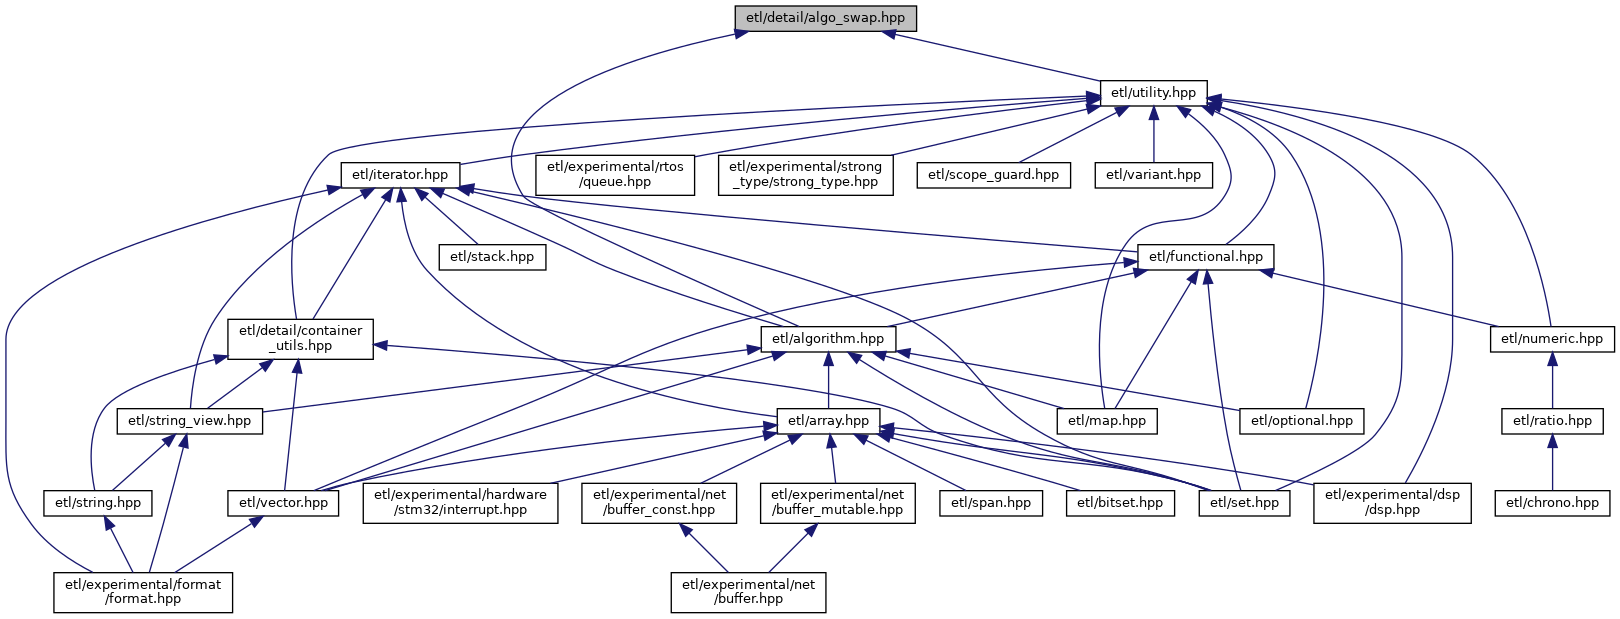 etl/detail/algo_swap.hpp
etl/utility.hpp
etl/iterator.hpp
etl/experimental/rtos
/queue.hpp
etl/experimental/strong
_type/strong_type.hpp
etl/scope_guard.hpp
etl/variant.hpp
etl/stack.hpp
etl/functional.hpp
etl/detail/container
_utils.hpp
etl/algorithm.hpp
etl/numeric.hpp
etl/string_view.hpp
etl/array.hpp
etl/map.hpp
etl/optional.hpp
etl/ratio.hpp
etl/string.hpp
etl/vector.hpp
etl/experimental/hardware
/stm32/interrupt.hpp
etl/experimental/net
/buffer_const.hpp
etl/experimental/net
/buffer_mutable.hpp
etl/span.hpp
etl/bitset.hpp
etl/set.hpp
etl/experimental/dsp
/dsp.hpp
etl/chrono.hpp
etl/experimental/format
/format.hpp
etl/experimental/net
/buffer.hpp